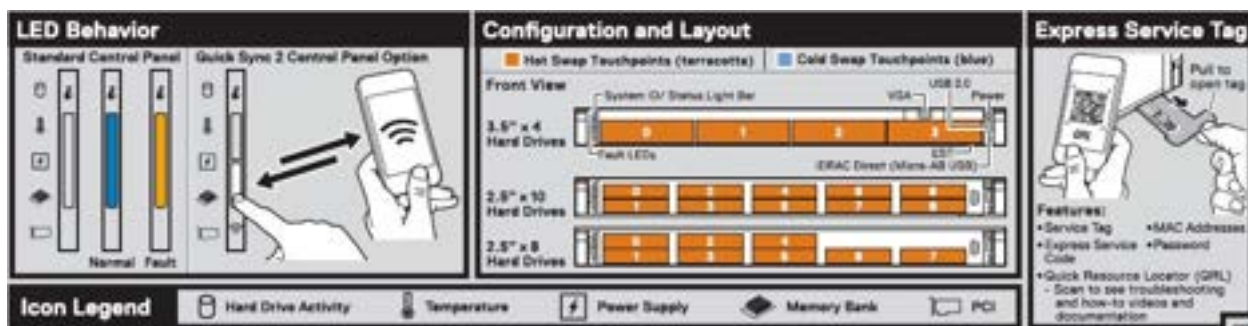 LED Behavior
Standard Control Panel
Quick Sync 2 Control Panel Option
Normal Fault
Configuration and Layout
Hot Swap Touchpoints (terracotta)
Cold Swap Touchpoints (blue)
Front View
System ID/ Status Light Bar
VGA
USB 2.0
Power
3.5" x 4
Hard Drives
0 1 2 3
Fault LEDs
EST
iDRAC Direct (Micro-AB USB)
2.5" x 10
Hard Drives
2.5" x 8
Hard Drives
Express Service Tag
Pull to
open tag
QRL
Features:
•Service Tag
•MAC Addresses
•Express Service
Code
•Password
•Quick Resource Locator (QRL)
- Scan to see troubleshooting
and how-to videos and
documentation
Icon Legend
Hard Drive Activity
Temperature
Power Supply
Memory Bank
PCI